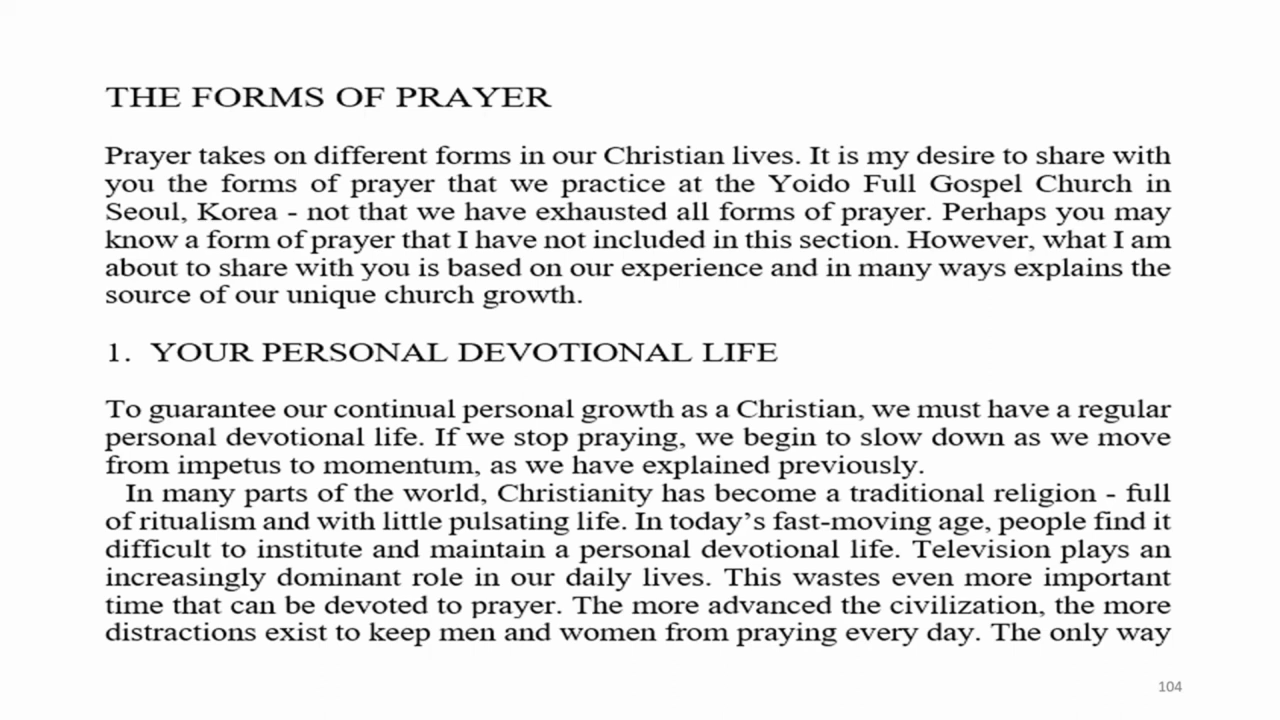 THE FORMS OF PRAYER
Prayer takes on different forms in our Christian lives. It is my desire to share with
you the forms of prayer that we practice at the Yoido Full Gospel Church in
Seoul, Korea - not that we have exhausted all forms of prayer. Perhaps you may
know a form of prayer that I have not included in this section. However, what I am
about to share with you is based on our experience and in many ways explains the
source of our unique church growth.
1. YOUR PERSONAL DEVOTIONAL LIFE
To guarantee our continual personal growth as a Christian, we must have a regular
personal devotional life. If we stop praying, we begin to slow down as we move
from impetus to momentum, as we have explained previously.
In many parts of the world, Christianity has become a traditional religion - full
of ritualism and with little pulsating life. In today’s fast-moving age, people find it
difficult to institute and maintain a personal devotional life. Television plays an
increasingly dominant role in our daily lives. This wastes even more important
time that can be devoted to prayer. The more advanced the civilization, the more
distractions exist to keep men and women from praying every day. The only way
104